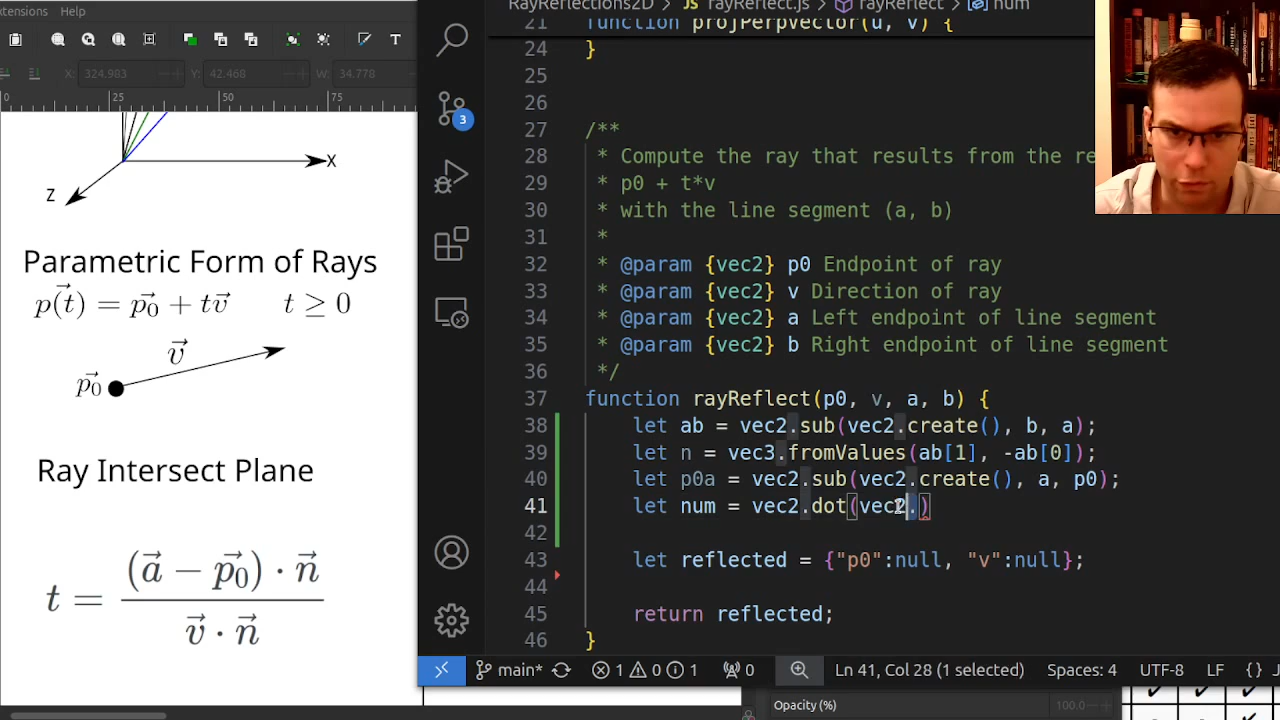 tensions Help
RayReflections2D > JS rayReflect.js > rayReflect > num
X: 324.983 Y: 42.468 W: 34.778
0 25 50 75
X
Z
Parametric Form of Rays
p(t) = p0 + tv t ≥ 0
v
p0
Ray Intersect Plane
t = (a − p0) · n
v · n
3
21 function projPerpVector(u, v) {
24 }
25
26
27 /**
28 * Compute the ray that results from the re
29 * p0 + t*v
30 * with the line segment (a, b)
31 *
32 * @param {vec2} p0 Endpoint of ray
33 * @param {vec2} v Direction of ray
34 * @param {vec2} a Left endpoint of line segment
35 * @param {vec2} b Right endpoint of line segment
36 */
37 function rayReflect(p0, v, a, b) {
38 let ab = vec2.sub(vec2.create(), b, a);
39 let n = vec3.fromValues(ab[1], -ab[0]);
40 let p0a = vec2.sub(vec2.create(), a, p0);
41 let num = vec2.dot(vec2.)
42
43 let reflected = {"p0":null, "v":null};
44
45 return reflected;
46 }
main* 1 0 1 0 Ln 41, Col 28 (1 selected) Spaces: 4 UTF-8 LF {} J
Opacity (%) 100.0